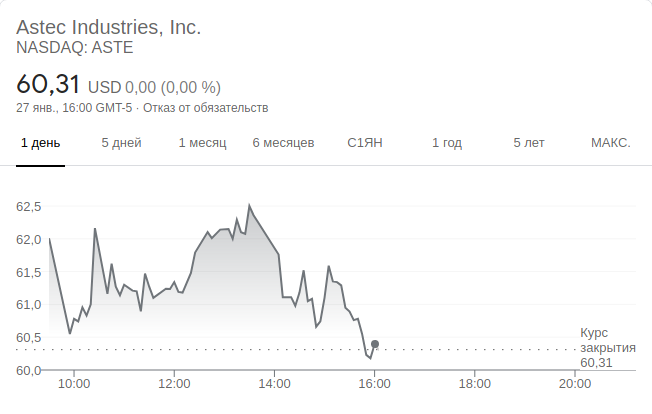 Astec Industries, Inc.
NASDAQ: ASTE
60,31 USD 0,00 (0,00 %)
27 янв., 16:00 GMT-5 · Отказ от обязательств
1 день 5 дней 1 месяц 6 месяцев С1ЯН 1 год 5 лет МАКС.
62,5
62,0
61,5
61,0
60,5
60,0
Курс
закрытия
60,31
10:00 12:00 14:00 16:00 18:00 20:00